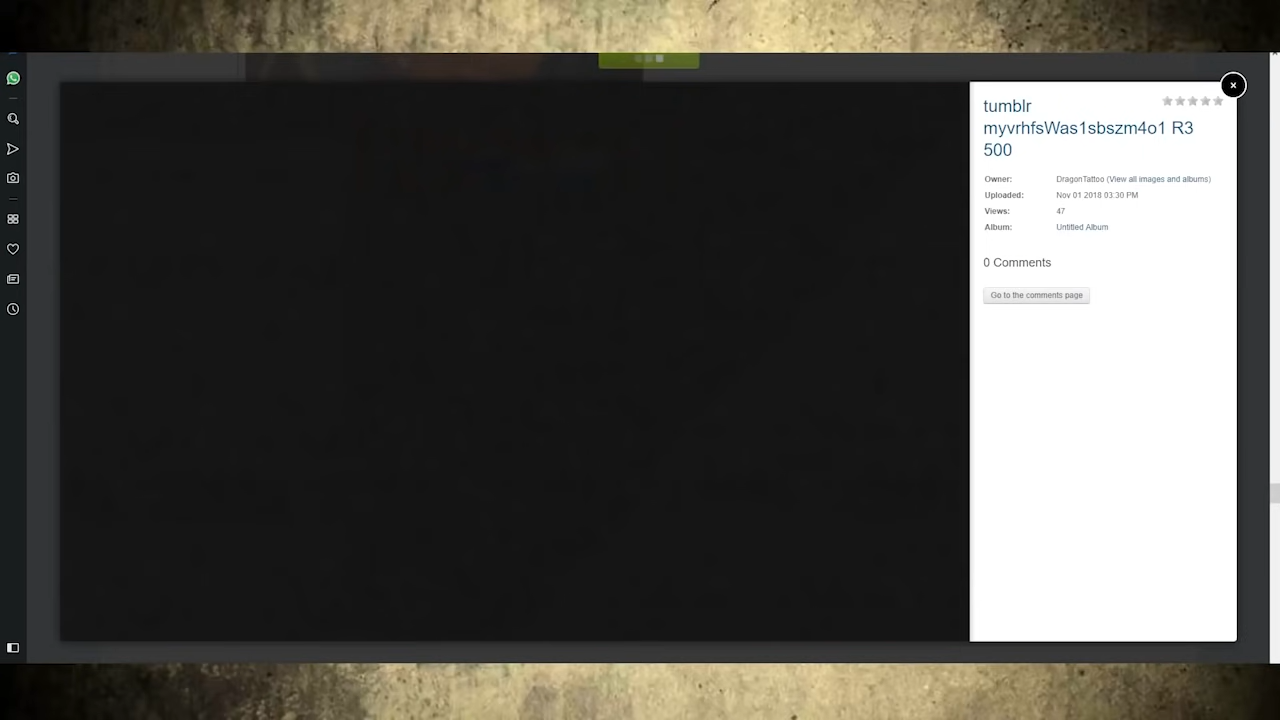 tumblr
myvrhfsWas1sbszm4o1 R3
500
Owner: DragonTattoo (View all images and albums)
Uploaded: Nov 01 2018 03:30 PM
Views: 47
Album: Untitled Album
0 Comments
Go to the comments page